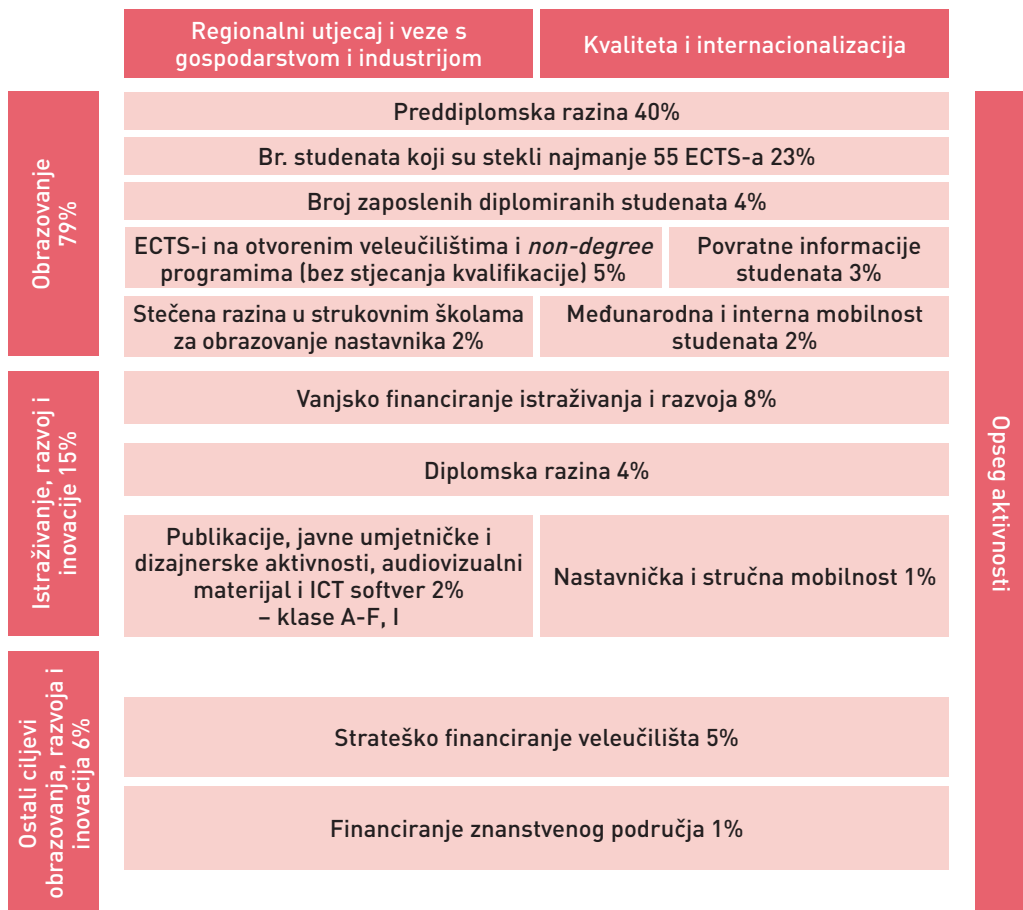 Regionalni utjecaj i veze s
gospodarstvom i industrijom
Kvaliteta i internacionalizacija
Obrazovanje
79%
Preddiplomska razina 40%
Br. studenata koji su stekli najmanje 55 ECTS-a 23%
Broj zaposlenih diplomiranih studenata 4%
ECTS-i na otvorenim veleučilištima i non-degree
programima (bez stjecanja kvalifikacije) 5%
Povratne informacije
studenata 3%
Stečena razina u strukovnim školama
za obrazovanje nastavnika 2%
Međunarodna i interna mobilnost
studenata 2%
Istraživanje, razvoj i
inovacije 15%
Vanjsko financiranje istraživanja i razvoja 8%
Diplomska razina 4%
Publikacije, javne umjetničke i
dizajnerske aktivnosti, audiovizualni
materijal i ICT softver 2%
– klase A-F, I
Nastavnička i stručna mobilnost 1%
Ostali ciljevi
obrazovanja, razvoja i
inovacija 6%
Strateško financiranje veleučilišta 5%
Financiranje znanstvenog područja 1%
Opseg aktivnosti